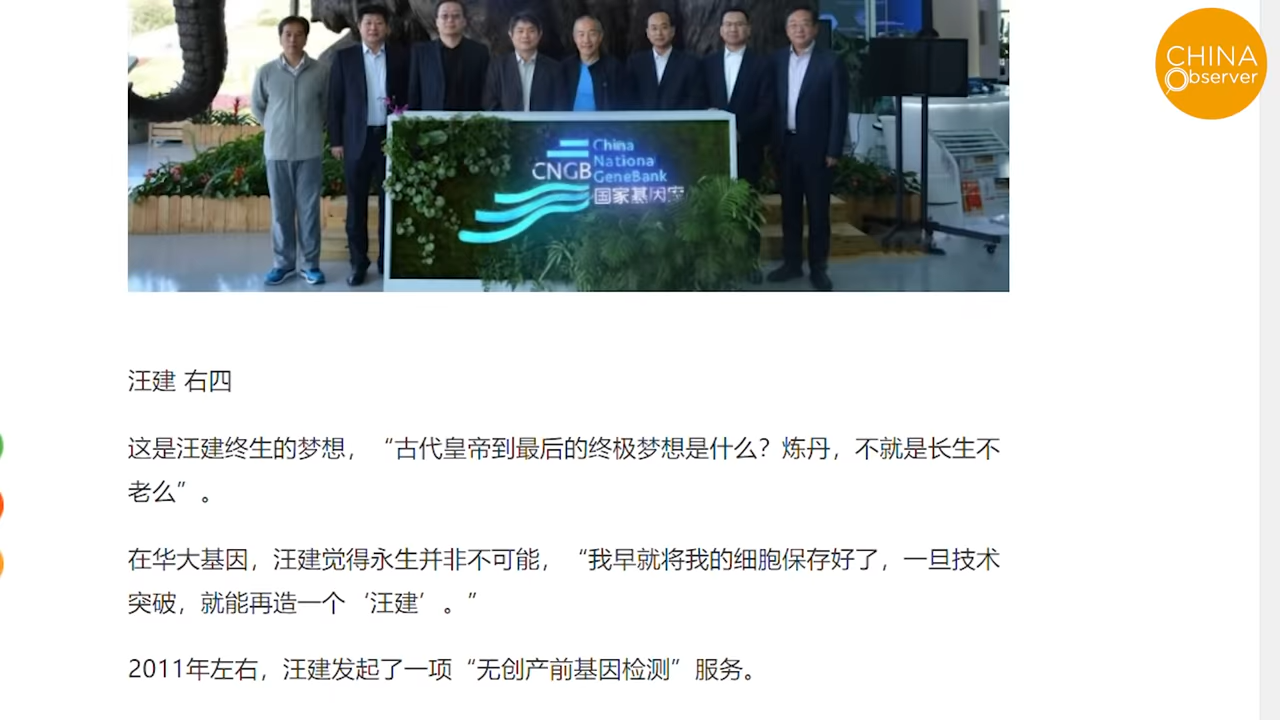 CHINA
Observer
China
National
CNGB GeneBank
国家基因库
汪建 右四
这是汪建终生的梦想，“古代皇帝到最后的终极梦想是什么？炼丹，不就是长生不
老么”。
在华大基因，汪建觉得永生并非不可能，“我早就将我的细胞保存好了，一旦技术
突破，就能再造一个‘汪建’。”
2011年左右，汪建发起了一项“无创产前基因检测”服务。